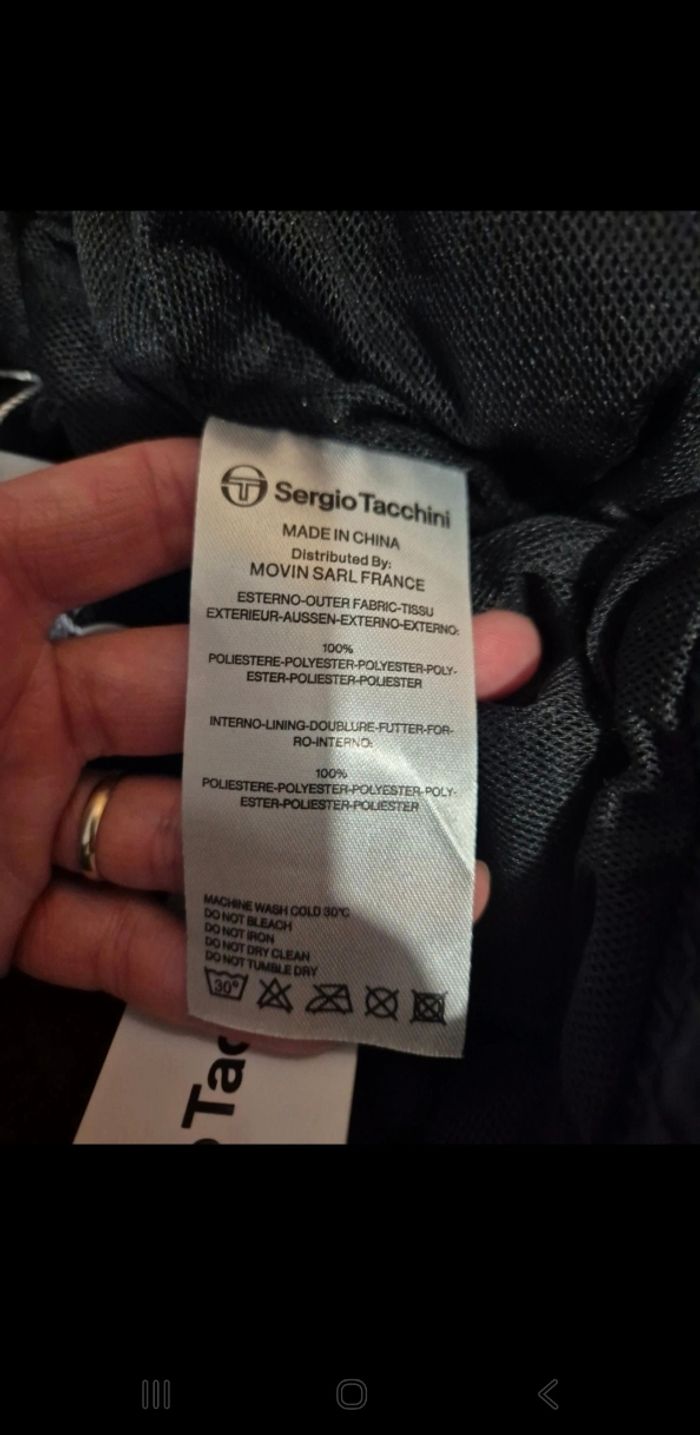 Sergio Tacchini
MADE IN CHINA
Distributed By:
MOVIN SARL FRANCE
ESTERNO-OUTER FABRIC-TISSU
EXTERIEUR-AUSSEN-EXTERNO-EXTERNO:
100%
POLIESTERE-POLYESTER-POLYESTER-POLY-
ESTER-POLIESTER-POLIESTER
INTERNO-LINING-DOUBLURE-FUTTER-FOR-
RO-INTERNO:
100%
POLIESTERE-POLYESTER-POLYESTER-POLY-
ESTER-POLIESTER-POLIESTER
MACHINE WASH COLD 30°C
DO NOT BLEACH
DO NOT IRON
DO NOT DRY CLEAN
DO NOT TUMBLE DRY
30°
Tac